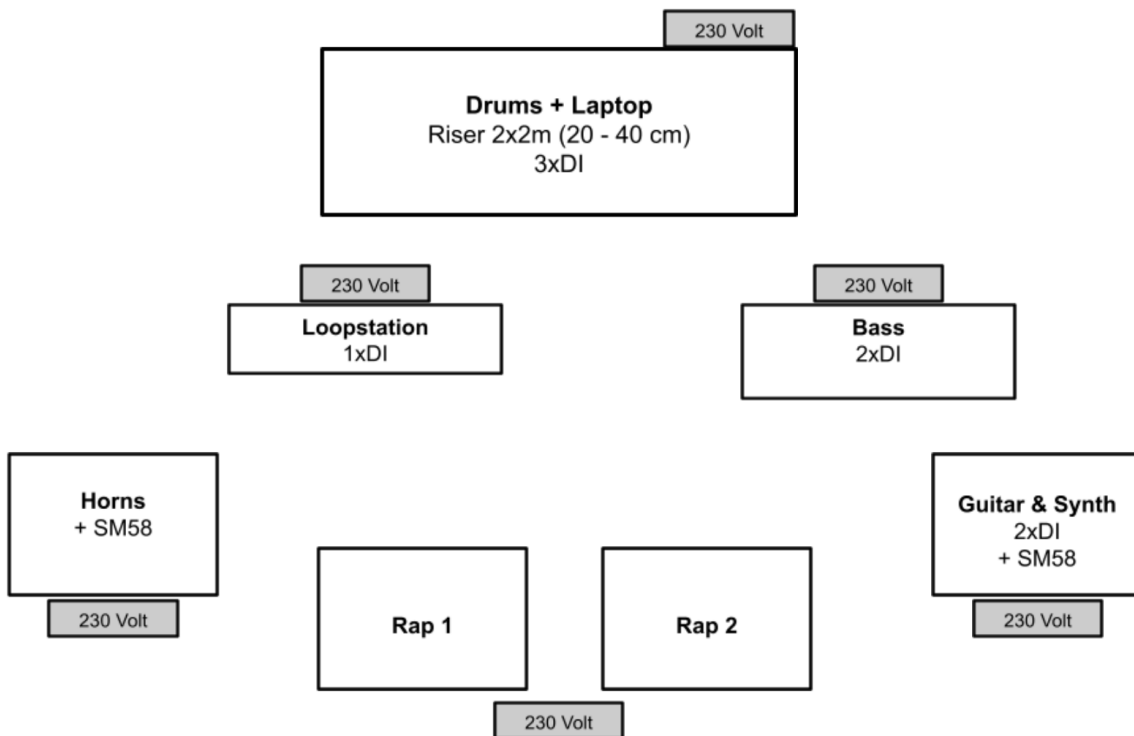 230 Volt
Drums + Laptop
Riser 2x2m (20 - 40 cm)
3xDI
230 Volt
Loopstation
1xDI
230 Volt
Bass
2xDI
Horns
+ SM58
230 Volt
Rap 1
Rap 2
230 Volt
Guitar & Synth
2xDI
+ SM58
230 Volt